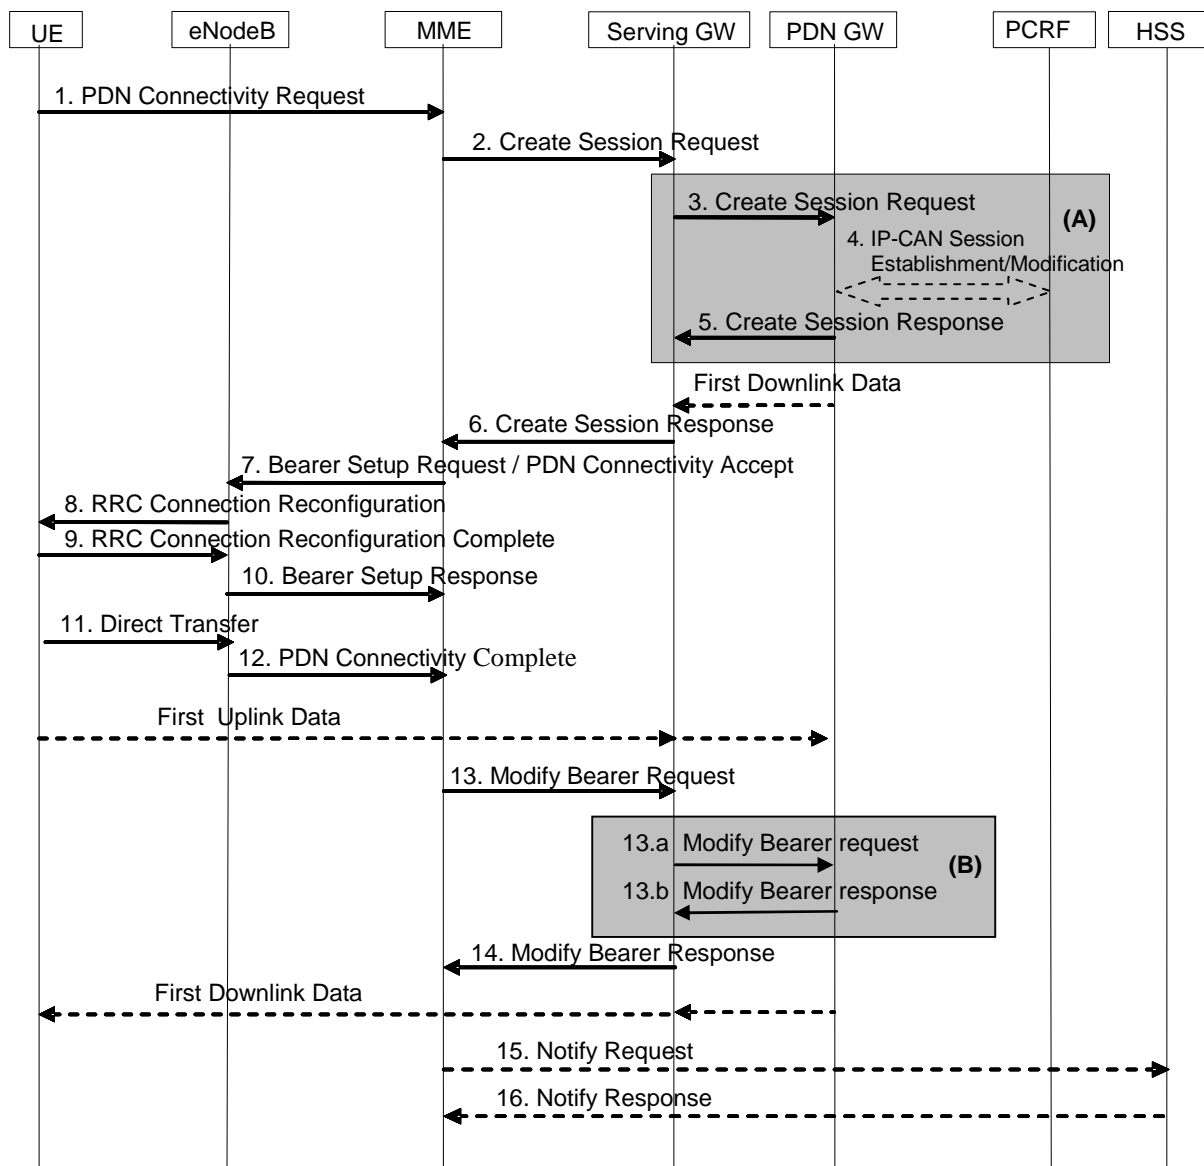 UE eNodeB MME Serving GW PDN GW PCRF HSS
1. PDN Connectivity Request
2. Create Session Request
3. Create Session Request
(A)
4. IP-CAN Session
Establishment/Modification
5. Create Session Response
First Downlink Data
6. Create Session Response
7. Bearer Setup Request / PDN Connectivity Accept
8. RRC Connection Reconfiguration
9. RRC Connection Reconfiguration Complete
10. Bearer Setup Response
11. Direct Transfer
12. PDN Connectivity Complete
First Uplink Data
13. Modify Bearer Request
13.a Modify Bearer request
(B)
13.b Modify Bearer response
14. Modify Bearer Response
First Downlink Data
15. Notify Request
16. Notify Response